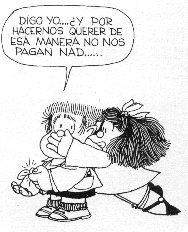 DIGO YO....¿Y POR
HACERNOS QUERER DE
ESA MANERA NO NOS
PAGAN NAD......